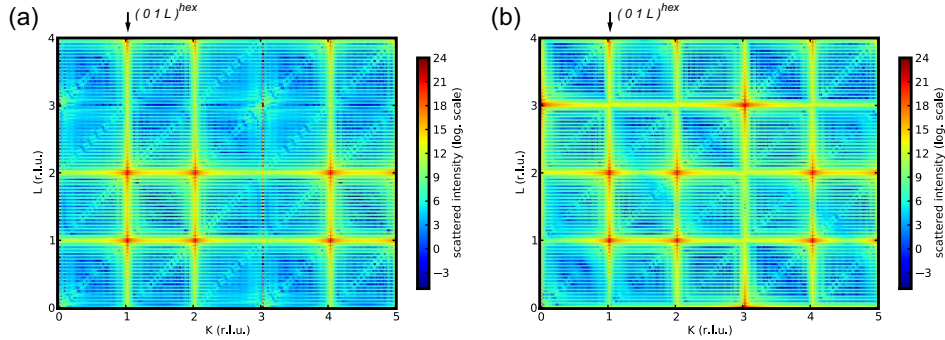 (a)
( 0 1 L )hex
4
3
2
1
0
L (r.l.u.)
0 1 2 3 4 5
K (r.l.u.)
24
21
18
15
12
9
6
3
0
−3
scattered intensity (log. scale)
(b)
( 0 1 L )hex
4
3
2
1
0
L (r.l.u.)
0 1 2 3 4 5
K (r.l.u.)
24
21
18
15
12
9
6
3
0
−3
scattered intensity (log. scale)